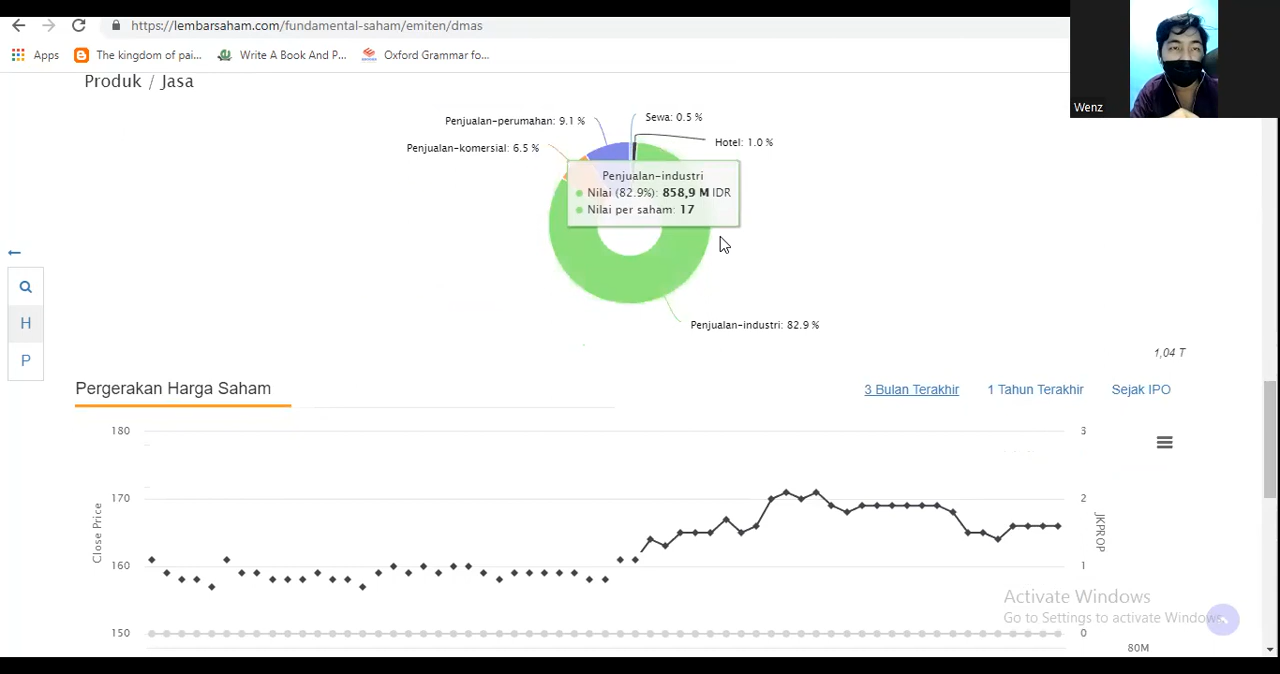 https://lembarsaham.com/fundamental-saham/emiten/dmas
Apps
The kingdom of pai...
Write A Book And P...
Oxford Grammar fo...
Wenz
Produk / Jasa
Penjualan-perumahan: 9.1 %
Sewa: 0.5 %
Penjualan-komersial: 6.5 %
Hotel: 1.0 %
Penjualan-industri
Nilai (82.9%): 858,9 M IDR
Nilai per saham: 17
Penjualan-industri: 82.9 %
H
P
1,04 T
Pergerakan Harga Saham
3 Bulan Terakhir
1 Tahun Terakhir
Sejak IPO
180
170
160
150
Close Price
3
2
1
0
JKPROP
80M
Activate Windows
Go to Settings to activate Windows.